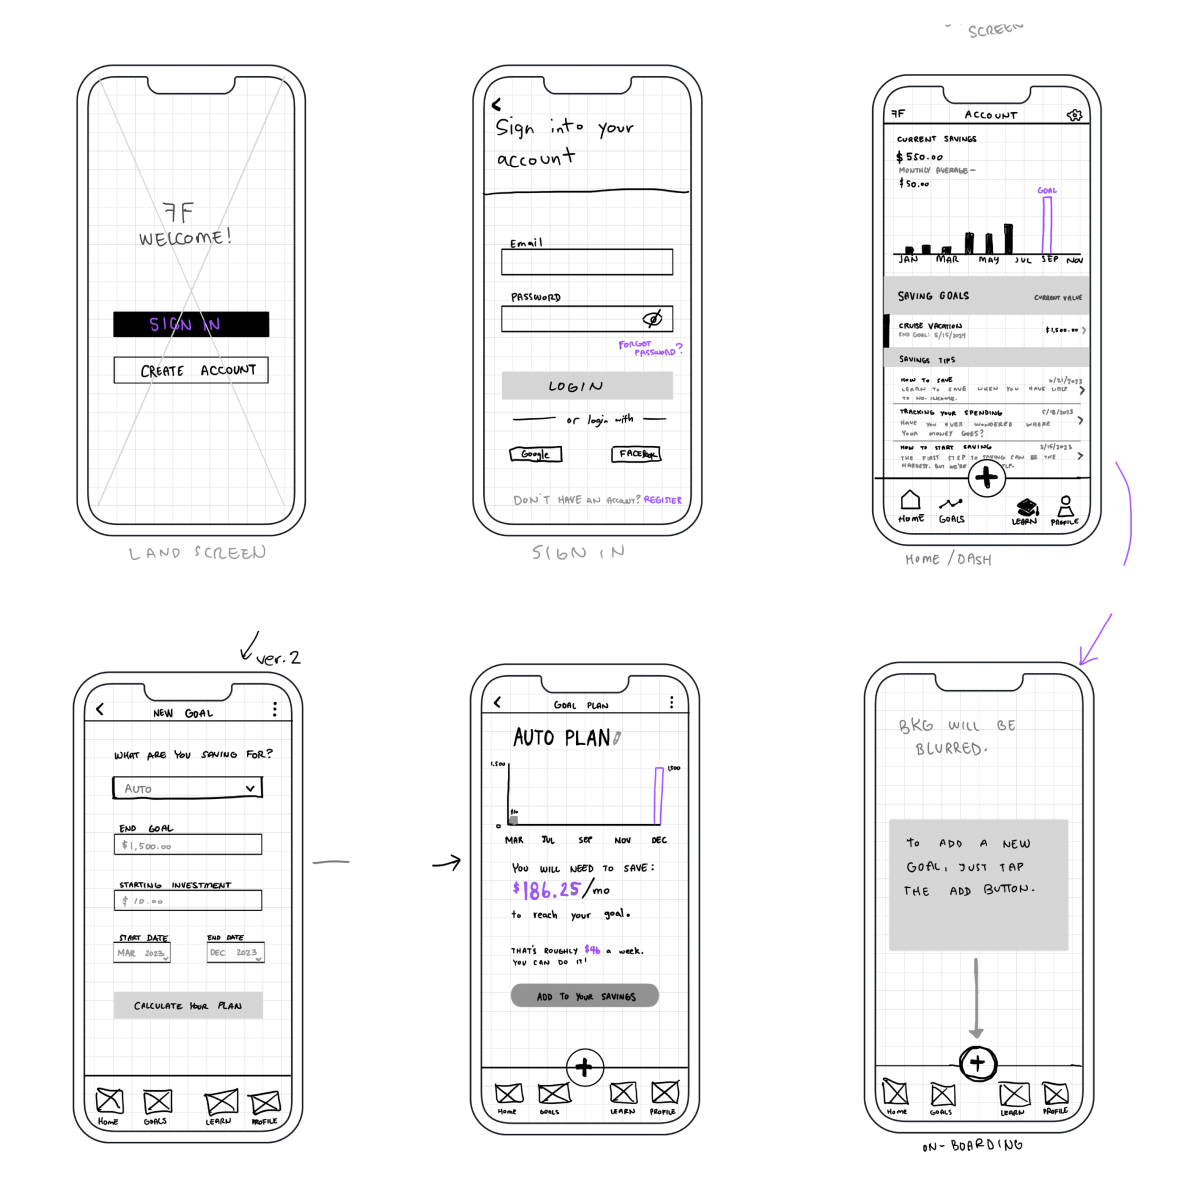 SCREEN
ꟻF
WELCOME!
SIGN IN
CREATE ACCOUNT
LAND SCREEN
Sign into your
account
Email
PASSWORD
FORGOT
PASSWORD?
LOGIN
or login with
Google
FACEBOOK
DON'T HAVE AN ACCOUNT? REGISTER
SIGN IN
ꟻF
ACCOUNT
CURRENT SAVINGS
$550.00
MONTHLY AVERAGE –
$50.00
GOAL
JAN MAR MAY JUL SEP NOV
SAVING GOALS
CURRENT VALUE
CRUISE VACATION
$1,500.00
END GOAL: 5/15/2024
SAVINGS TIPS
HOW TO SAVE
6/21/2023
LEARN TO SAVE WHEN YOU HAVE LITTLE
TO NO-INCOME.
TRACKING YOUR SPENDING
5/18/2023
HAVE YOU EVER WONDERED WHERE
YOUR MONEY GOES?
HOW TO START SAVING
2/15/2023
THE FIRST STEP TO SAVING CAN BE THE
HARDEST. BUT WE'RE
HOME
GOALS
LEARN
PROFILE
HOME / DASH
ver.2
NEW GOAL
WHAT ARE YOU SAVING FOR?
AUTO
END GOAL
$1,500.00
STARTING INVESTMENT
$ 10.00
START DATE
END DATE
MAR 2023
DEC 2023
CALCULATE YOUR PLAN
HOME
GOALS
LEARN
PROFILE
GOAL PLAN
AUTO PLAN
1,500
1500
$10
0
MAR JUL SEP NOV DEC
YOU WILL NEED TO SAVE:
$186.25/mo
to reach your goal.
THAT'S ROUGHLY $46 a week.
YOU CAN DO IT!
ADD TO YOUR SAVINGS
HOME
GOALS
LEARN
PROFILE
BKG WILL BE
BLURRED.
TO ADD A NEW
GOAL, JUST TAP
THE ADD BUTTON.
HOME
GOALS
LEARN
PROFILE
ON-BOARDING